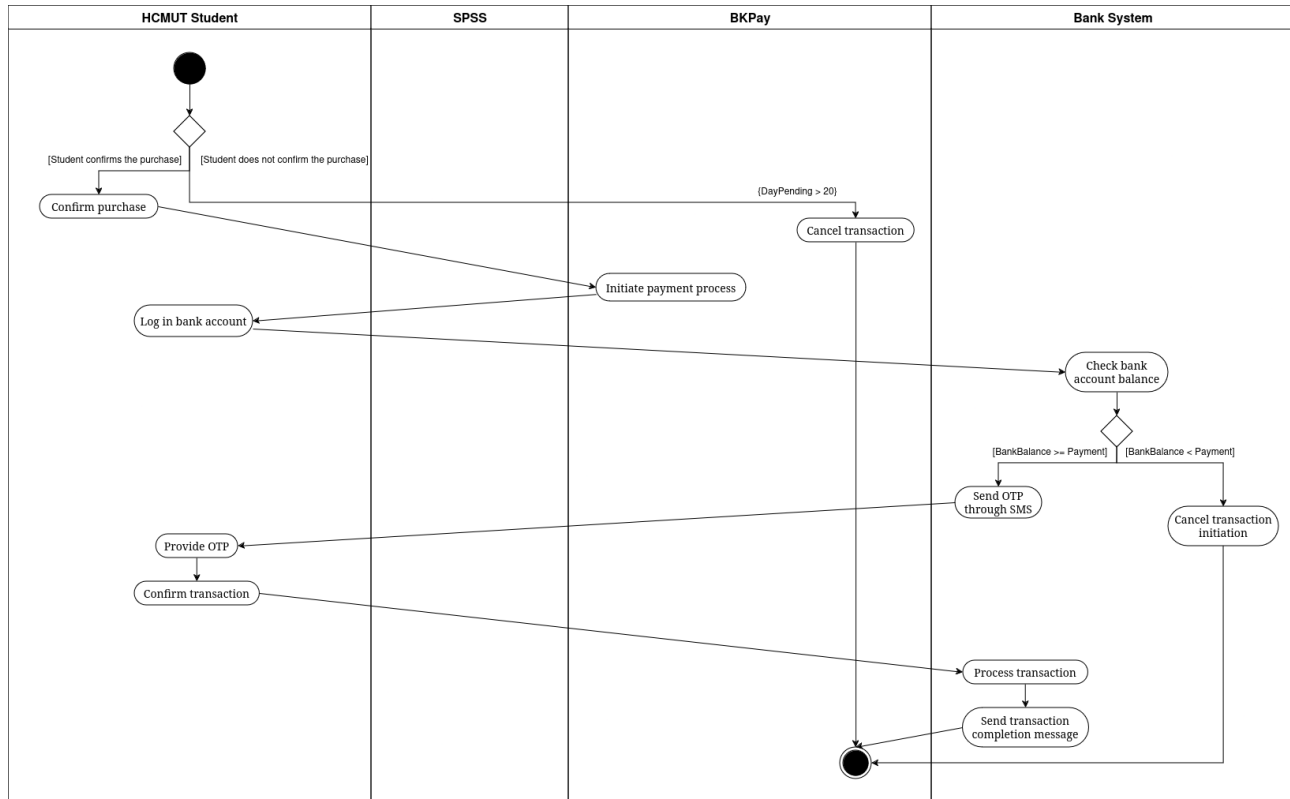 HCMUT Student
SPSS
BKPay
Bank System
[Student confirms the purchase]
[Student does not confirm the purchase]
{DayPending > 20}
Confirm purchase
Cancel transaction
Initiate payment process
Log in bank account
Check bank
account balance
[BankBalance >= Payment]
[BankBalance < Payment]
Send OTP
through SMS
Cancel transaction
initiation
Provide OTP
Confirm transaction
Process transaction
Send transaction
completion message